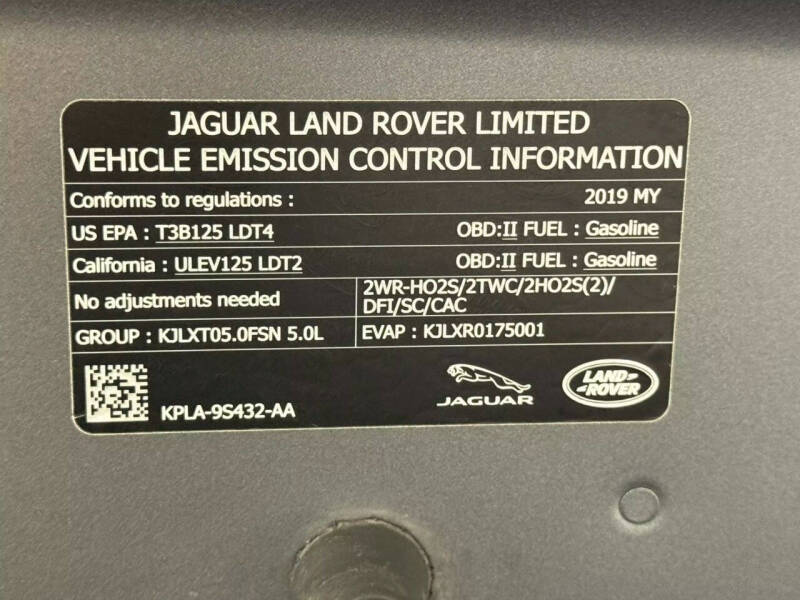 JAGUAR LAND ROVER LIMITED
VEHICLE EMISSION CONTROL INFORMATION
Conforms to regulations : 2019 MY
US EPA : T3B125 LDT4 OBD:II FUEL : Gasoline
California : ULEV125 LDT2 OBD:II FUEL : Gasoline
No adjustments needed
2WR-HO2S/2TWC/2HO2S(2)/
DFI/SC/CAC
GROUP : KJLXT05.0FSN 5.0L
EVAP : KJLXR0175001
KPLA-9S432-AA
JAGUAR
LAND
ROVER